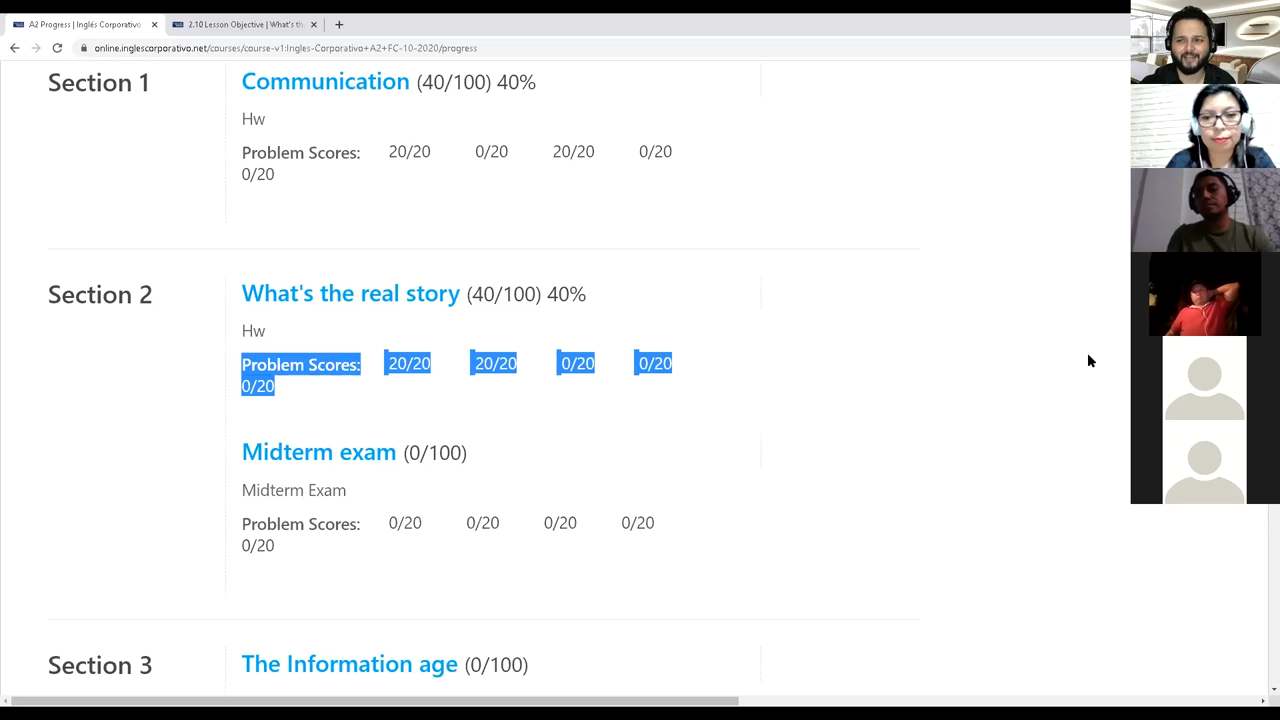 A2 Progress | Inglés Corporativo
2.10 Lesson Objective | What's th
online.inglescorporativo.net/courses/course-v1:Ingles-Corporativo+A2+FC-10-2020/progress
Section 1
Communication (40/100) 40%
Hw
Problem Scores: 20/20 0/20 20/20 0/20
0/20
Section 2
What's the real story (40/100) 40%
Hw
Problem Scores: 20/20 20/20 0/20 0/20
0/20
Midterm exam (0/100)
Midterm Exam
Problem Scores: 0/20 0/20 0/20 0/20
0/20
Section 3
The Information age (0/100)